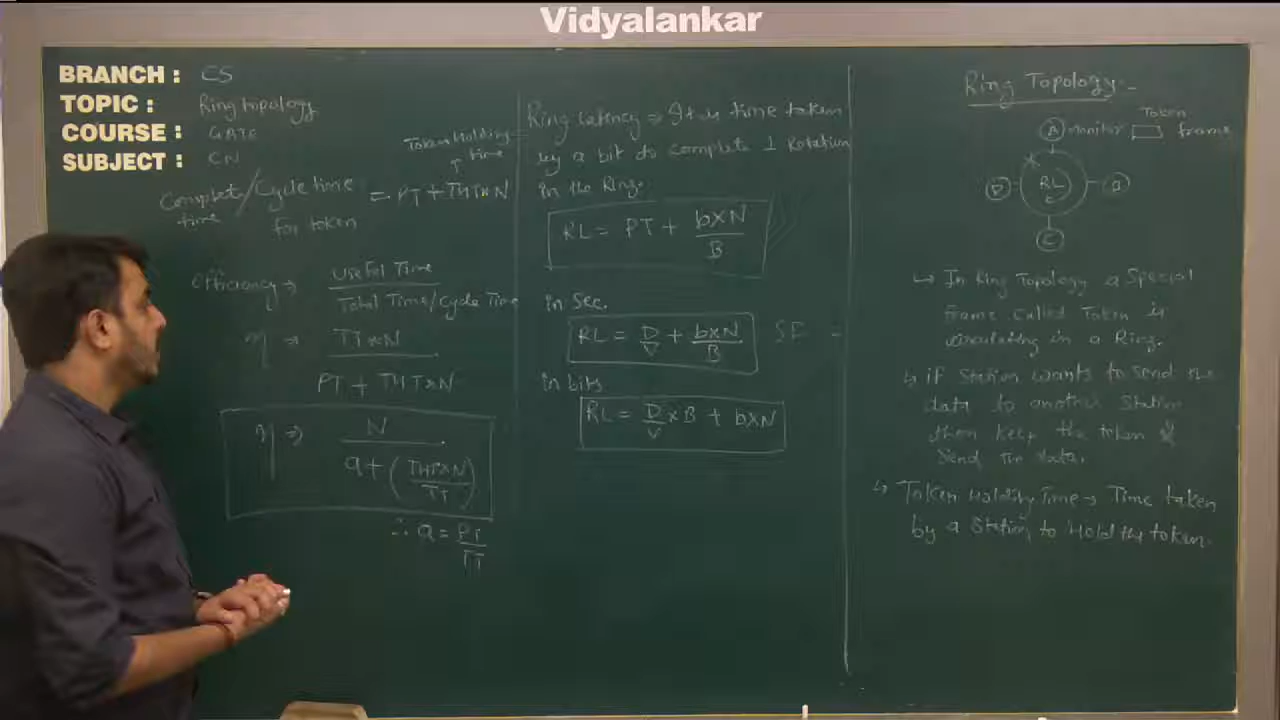 Vidyalankar
BRANCH : CS
TOPIC : Ring topology
COURSE : GATE
SUBJECT : CN
Token Holding
time
Complete/Cycle time = PT + THT×N
time for token
Efficiency ⇒ Useful Time
Total Time/Cycle Time
η ⇒ TT×N
PT + THT×N
η ⇒ N
a + (THT×N
TT)
∴ a = PT
TT
Ring latency ⇒ It is time taken
by a bit to complete 1 Rotation
in the Ring.
RL = PT + b×N
B
in Sec.
RL = D/V + b×N/B
in bits
RL = D/V × B + b×N
Ring Topology
Token
A monitor frame
D RL B
C
↳ In Ring Topology a Special
frame Called Token is
circulating in a Ring.
↳ if Station wants to Send the
data to another Station
then keep the token &
Send the data.
↳ Token Holding Time → Time taken
by a Station to Hold the token.